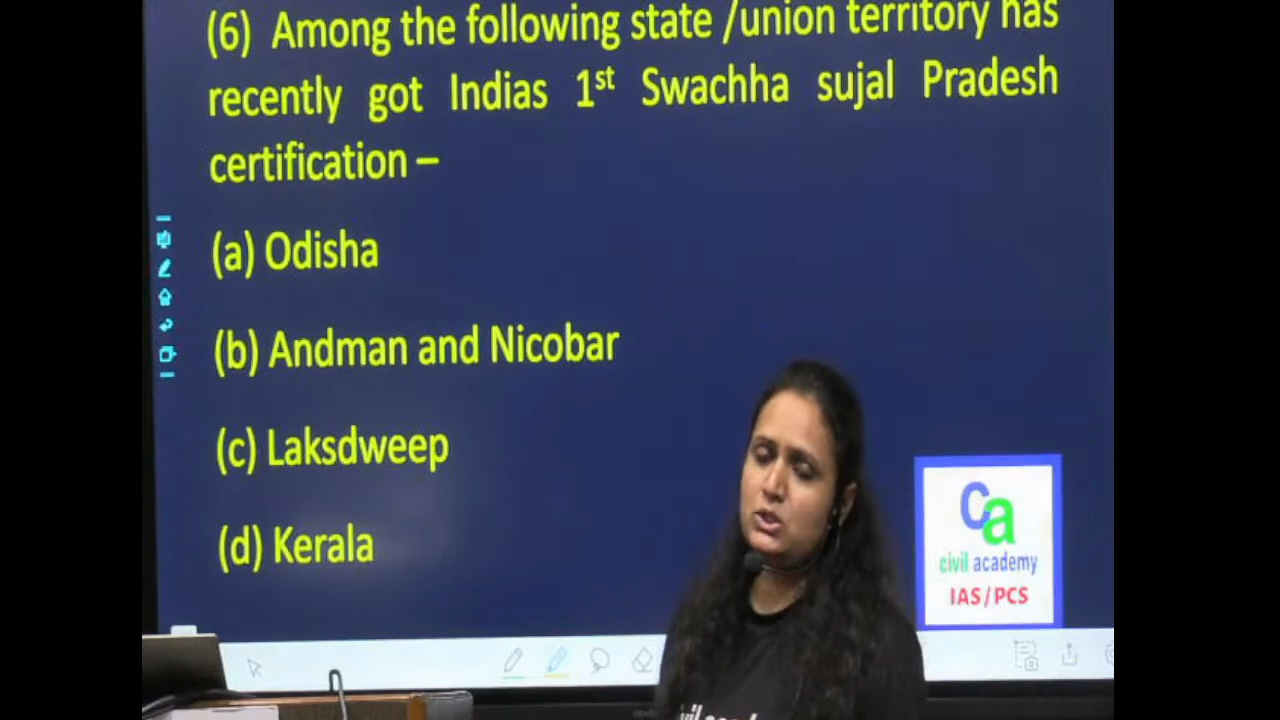 (6) Among the following state /union territory has
recently got Indias 1st Swachha sujal Pradesh
certification –
(a) Odisha
(b) Andman and Nicobar
(c) Laksdweep
(d) Kerala
ca
civil academy
IAS/PCS